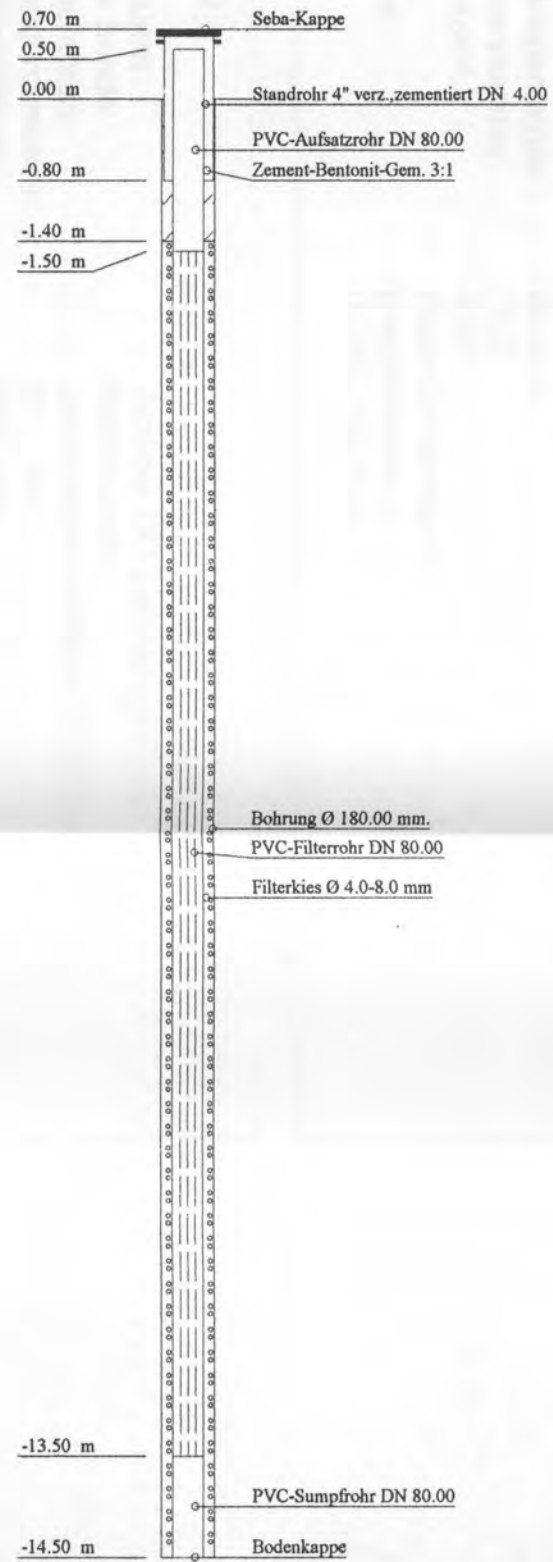 0.70 m
Seba-Kappe
0.50 m
0.00 m
Standrohr 4" verz.,zementiert DN 4.00
PVC-Aufsatzrohr DN 80.00
-0.80 m
Zement-Bentonit-Gem. 3:1
-1.40 m
-1.50 m
Bohrung Ø 180.00 mm.
PVC-Filterrohr DN 80.00
Filterkies Ø 4.0-8.0 mm
-13.50 m
PVC-Sumpfrohr DN 80.00
-14.50 m
Bodenkappe